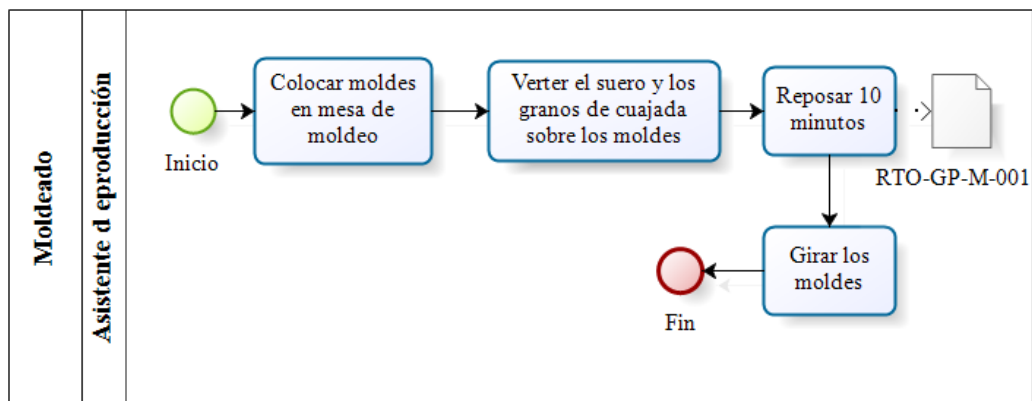 Moldeado
Asistente d eproducción
Inicio
Colocar moldes
en mesa de
moldeo
Verter el suero y los
granos de cuajada
sobre los moldes
Reposar 10
minutos
RTO-GP-M-001
Girar los
moldes
Fin